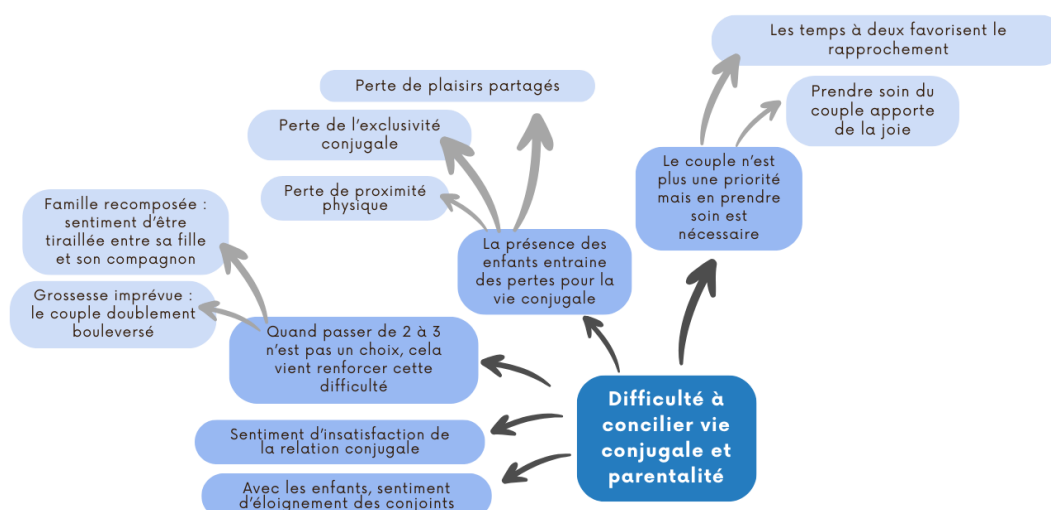 Les temps à deux favorisent le
rapprochement
Perte de plaisirs partagés
Prendre soin du
couple apporte
de la joie
Perte de l'exclusivité
conjugale
Le couple n'est
plus une priorité
mais en prendre
soin est
nécessaire
Perte de proximité
physique
Famille recomposée :
sentiment d'être
tiraillée entre sa fille
et son compagnon
La présence des
enfants entraine
des pertes pour la
vie conjugale
Grossesse imprévue :
le couple doublement
bouleversé
Quand passer de 2 à 3
n'est pas un choix, cela
vient renforcer cette
difficulté
Difficulté à
concilier vie
conjugale et
parentalité
Sentiment d'insatisfaction de
la relation conjugale
Avec les enfants, sentiment
d'éloignement des conjoints